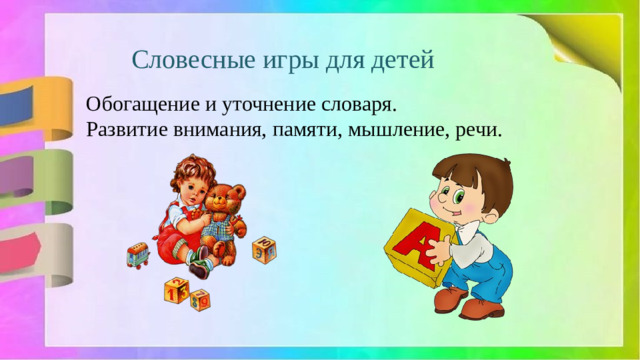 Словесные игры для детей
Обогащение и уточнение словаря.
Развитие внимания, памяти, мышление, речи.
А